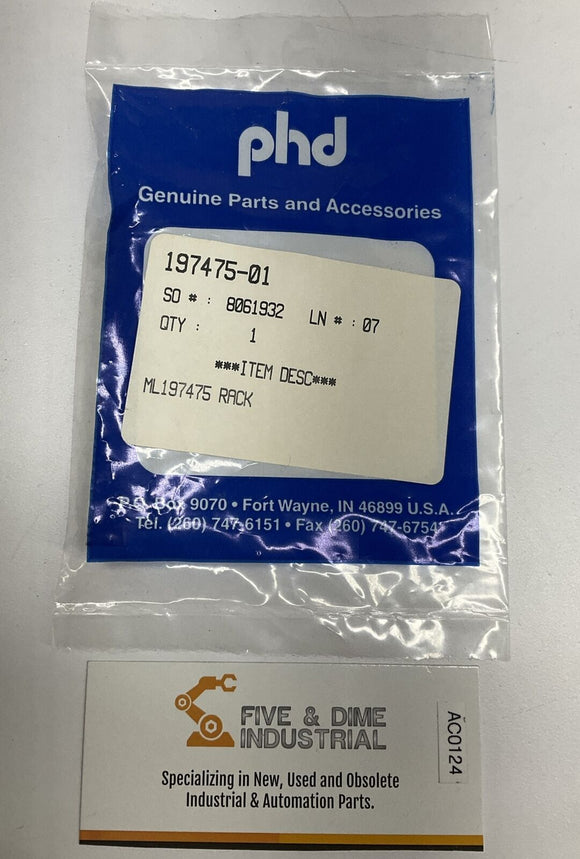 phd
Genuine Parts and Accessories
197475-01
SO # : 8061932 LN # : 07
QTY : 1
***ITEM DESC***
ML197475 RACK
P.O. Box 9070 • Fort Wayne, IN 46899 U.S.A.
Tel. (260) 747-6151 • Fax (260) 747-6754
FIVE & DIME
INDUSTRIAL
Specializing in New, Used and Obsolete
Industrial & Automation Parts.
AC0124